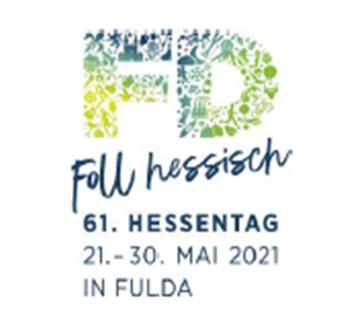 FD
Foll hessisch
61. HESSENTAG
21.–30. MAI 2021
IN FULDA